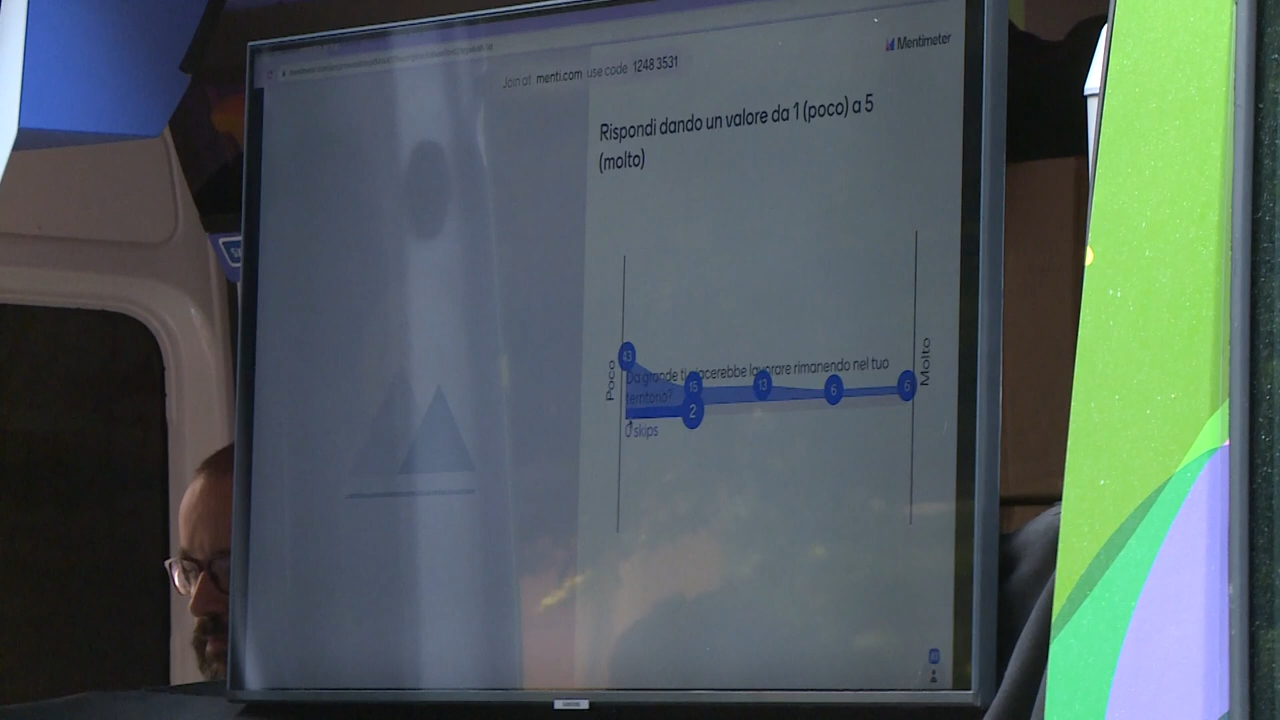 Join at menti.com use code 1248 3531
Mentimeter
Rispondi dando un valore da 1 (poco) a 5
(molto)
Poco
Molto
43
Da grande ti piacerebbe lavorare rimanendo nel tuo
territorio?
15
13
6
6
2
0 skips
SAMSUNG